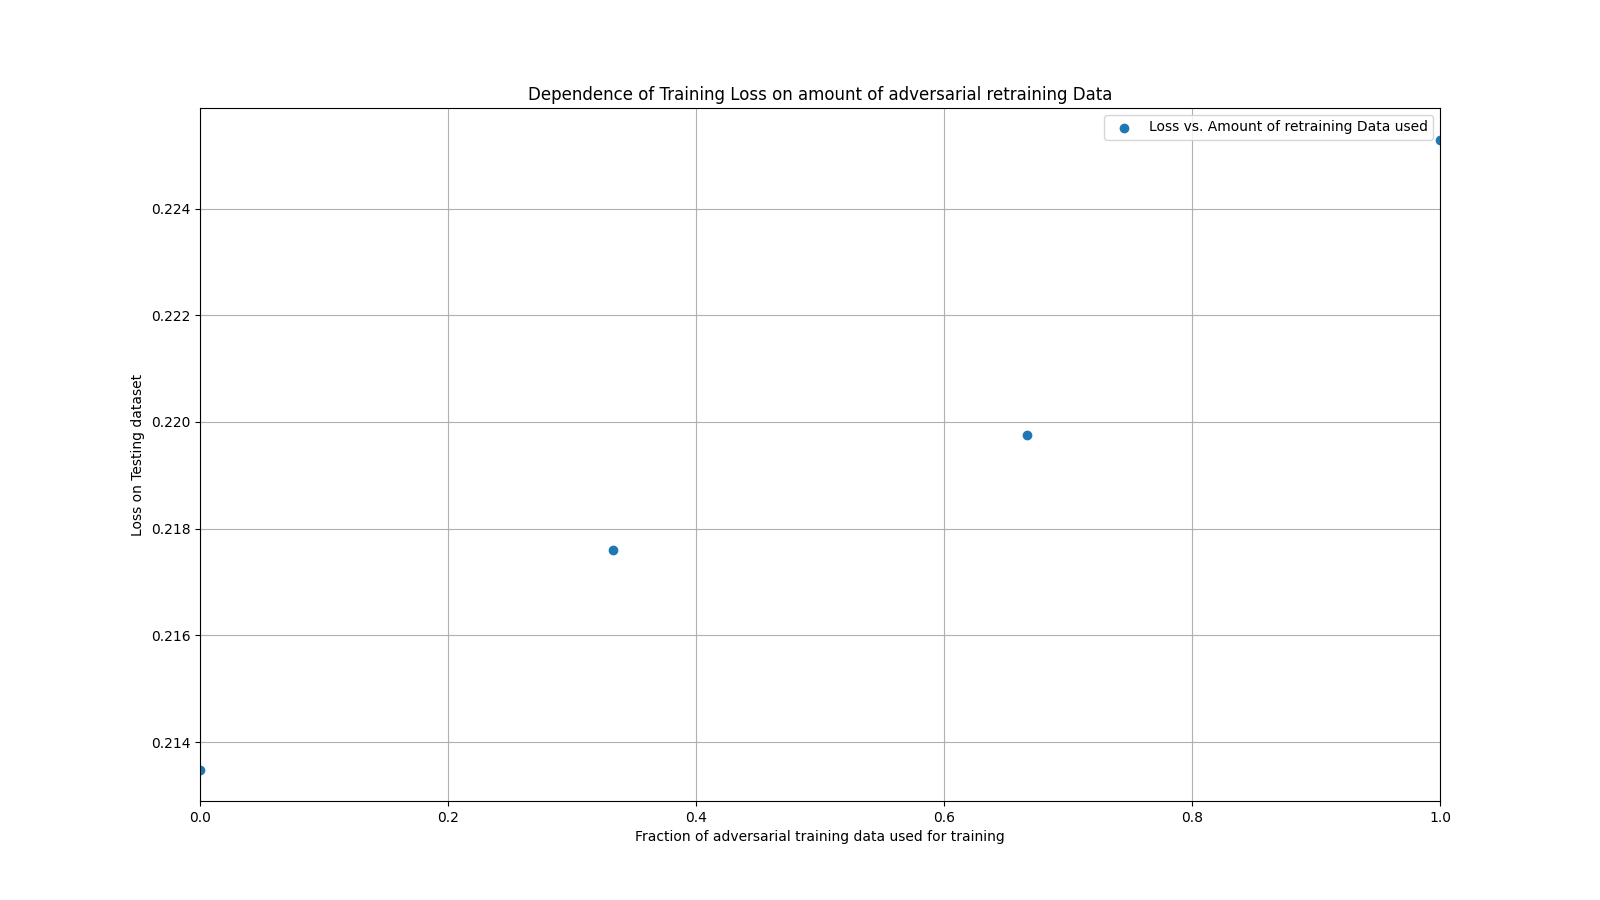 Dependence of Training Loss on amount of adversarial retraining Data
Loss vs. Amount of retraining Data used
0.224
0.222
0.220
0.218
0.216
0.214
Loss on Testing dataset
0.0 0.2 0.4 0.6 0.8 1.0
Fraction of adversarial training data used for training